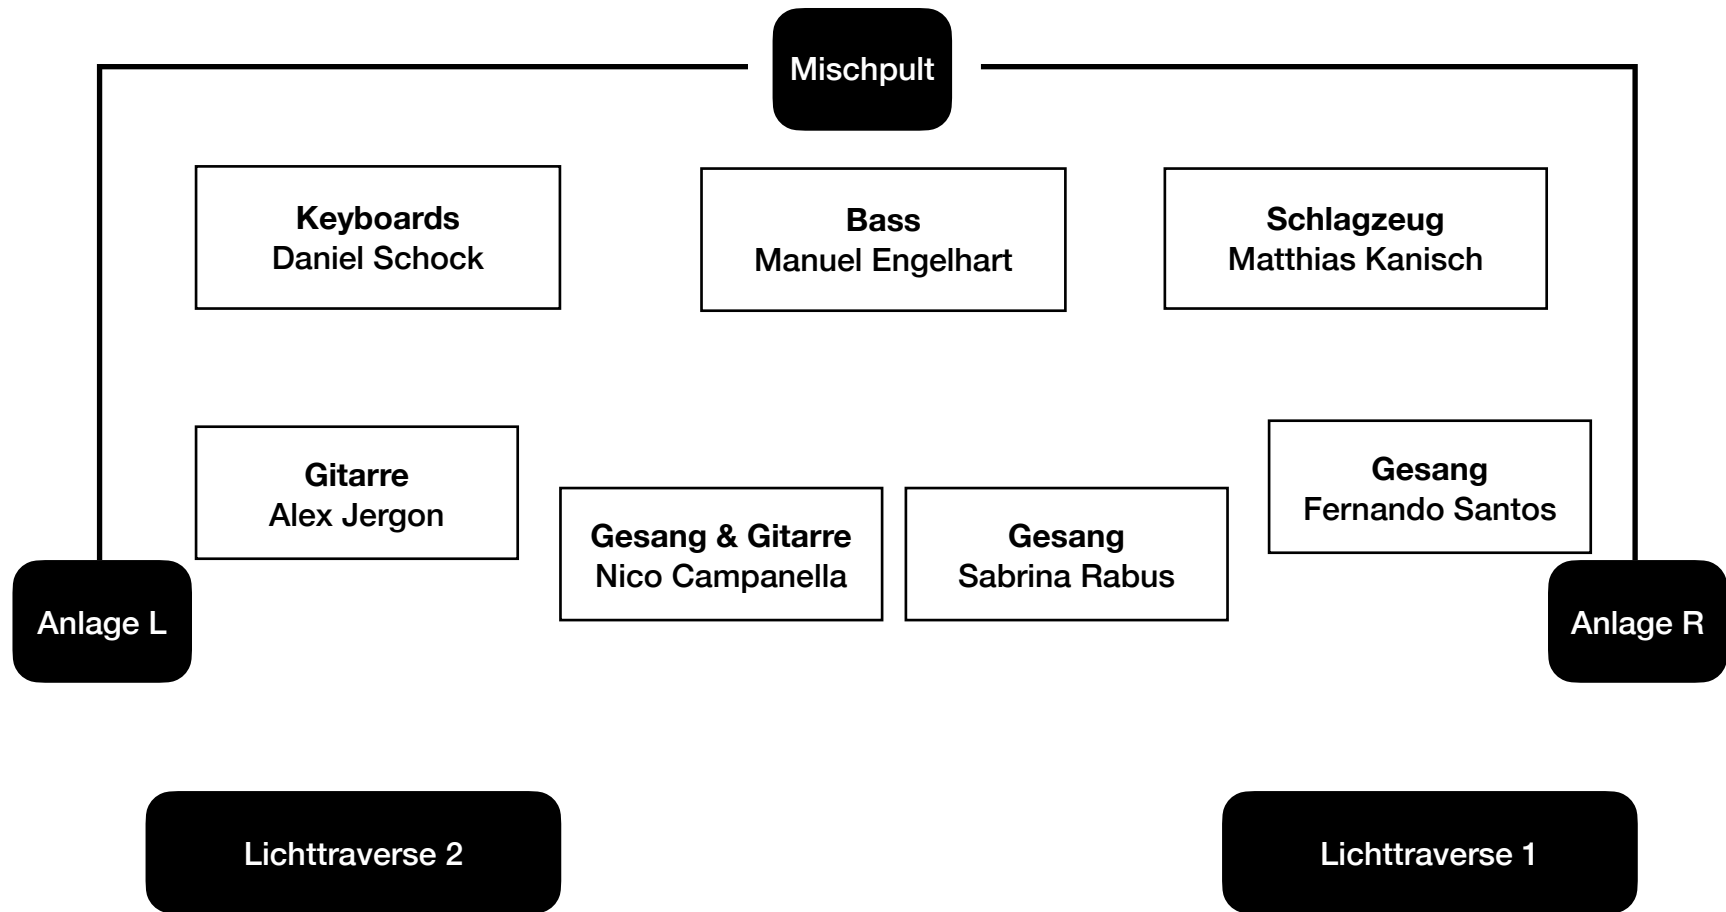 Mischpult
Keyboards
Daniel Schock
Bass
Manuel Engelhart
Schlagzeug
Matthias Kanisch
Gitarre
Alex Jergon
Gesang & Gitarre
Nico Campanella
Gesang
Sabrina Rabus
Gesang
Fernando Santos
Anlage L
Anlage R
Lichttraverse 2
Lichttraverse 1